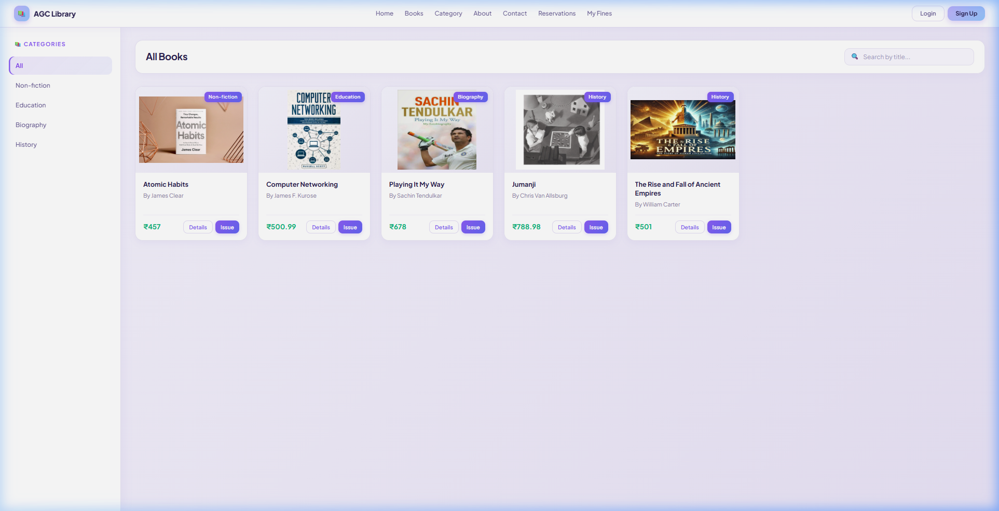 AGC Library
Home Books Category About Contact Reservations My Fines
Login Sign Up
CATEGORIES
All
Non-fiction
Education
Biography
History
All Books
Search by title...
Non-fiction
Tiny Changes,
Remarkable Results
Atomic
Habits
James Clear
Atomic Habits
By James Clear
₹457 Details Issue
Education
COMPUTER
NETWORKING
RUSSELL SCOTT
Computer Networking
By James F. Kurose
₹500.99 Details Issue
Biography
SACHIN
TENDULKAR
Playing It My Way
My Autobiography
Playing It My Way
By Sachin Tendulkar
₹678 Details Issue
History
Jumanji
By Chris Van Allsburg
₹788.98 Details Issue
History
THE RISE
& FALL OF
EMPIRES
THE STORY OF HUMAN CIVILIZATION
The Rise and Fall of Ancient
Empires
By William Carter
₹501 Details Issue